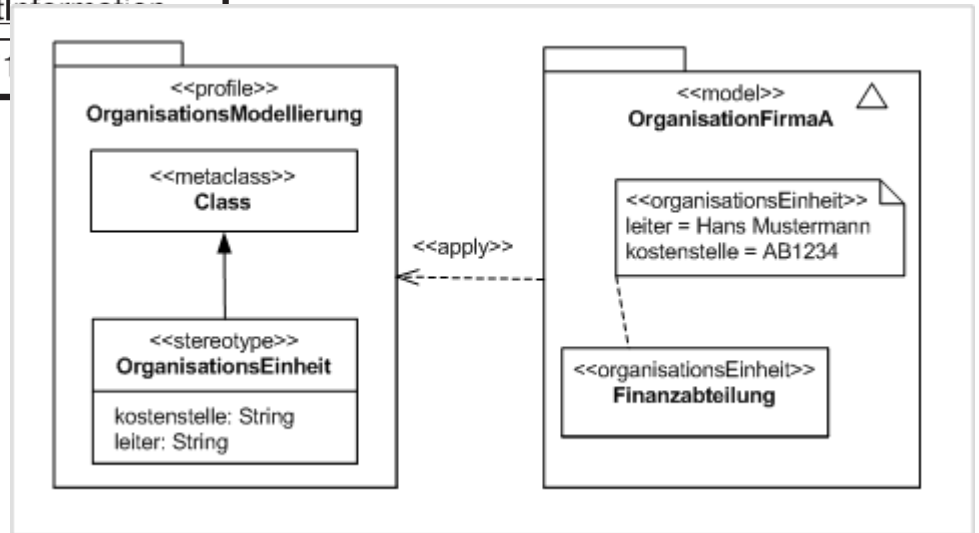 <<profile>>
OrganisationsModellierung
<<metaclass>>
Class
<<stereotype>>
OrganisationsEinheit
kostenstelle: String
leiter: String
<<apply>>
<<model>>
OrganisationFirmaA
<<organisationsEinheit>>
leiter = Hans Mustermann
kostenstelle = AB1234
<<organisationsEinheit>>
Finanzabteilung